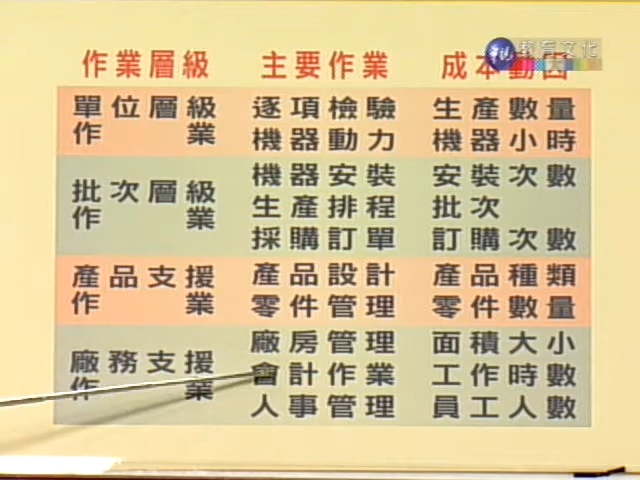 華視 教育文化
作業層級 主要作業 成本動因
單位層級作業 逐項檢驗 生產數量
機器動力 機器小時
批次層級作業 機器安裝 安裝次數
生產排程 批次
採購訂單 訂購次數
產品支援作業 產品設計 產品種類
零件管理 零件數量
廠務支援作業 廠房管理 面積大小
會計作業 工作時數
人事管理 員工人數